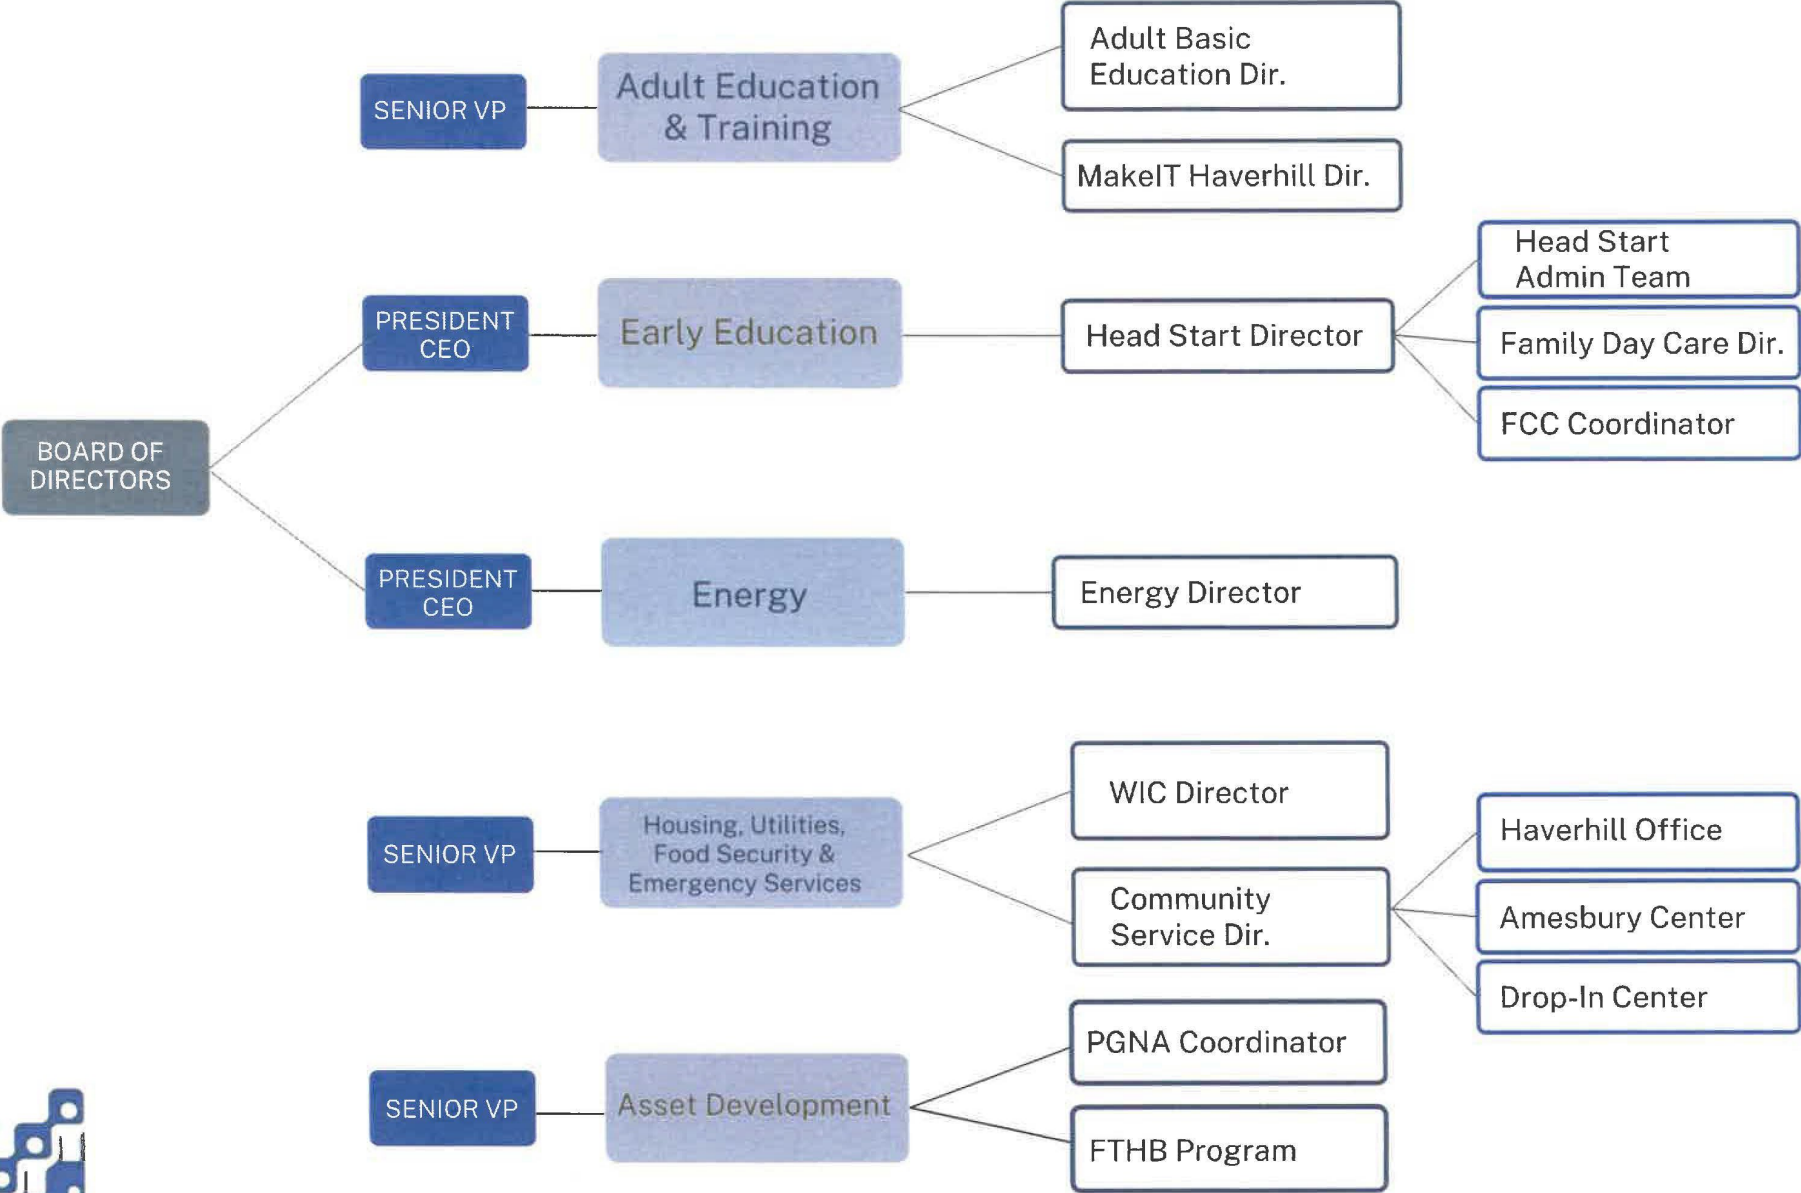 Adult Basic
Education Dir.
SENIOR VP
Adult Education
& Training
MakeIT Haverhill Dir.
Head Start
Admin Team
PRESIDENT
CEO
Early Education
Head Start Director
Family Day Care Dir.
FCC Coordinator
BOARD OF
DIRECTORS
PRESIDENT
CEO
Energy
Energy Director
WIC Director
SENIOR VP
Housing, Utilities,
Food Security &
Emergency Services
Community
Service Dir.
Haverhill Office
Amesbury Center
Drop-In Center
PGNA Coordinator
SENIOR VP
Asset Development
FTHB Program